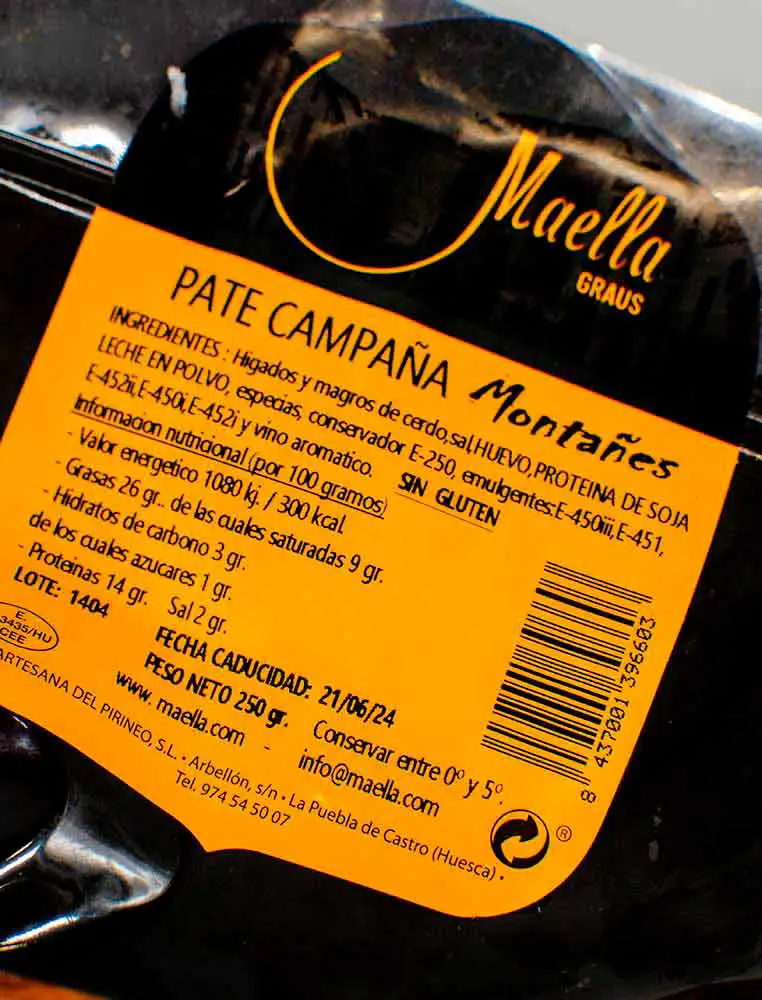 Maella
GRAUS
PATE CAMPAÑA Montañes
INGREDIENTES : Higados y magros de cerdo,sal,HUEVO,PROTEINA DE SOJA
LECHE EN POLVO, especias, conservador E-250, emulgentes:E-450iii,E-451,
E-452ii,E-450i,E-452i y vino aromatico.
SIN GLUTEN
Informacion nutricional (por 100 gramos)
- Valor energetico 1080 kj. / 300 kcal.
- Grasas 26 gr.. de las cuales saturadas 9 gr.
- Hidratos de carbono 3 gr.
de los cuales azucares 1 gr.
- Proteinas 14 gr. Sal 2 gr.
LOTE: 1404
FECHA CADUCIDAD: 21/06/24
PESO NETO 250 gr. Conservar entre 0º y 5º.
www. maella.com - info@maella.com
E.
3435/HU
CEE
ARTESANA DEL PIRINEO, S.L. • Arbellón, s/n • La Puebla de Castro (Huesca) •
Tel. 974 54 50 07
8 437001 396603
®